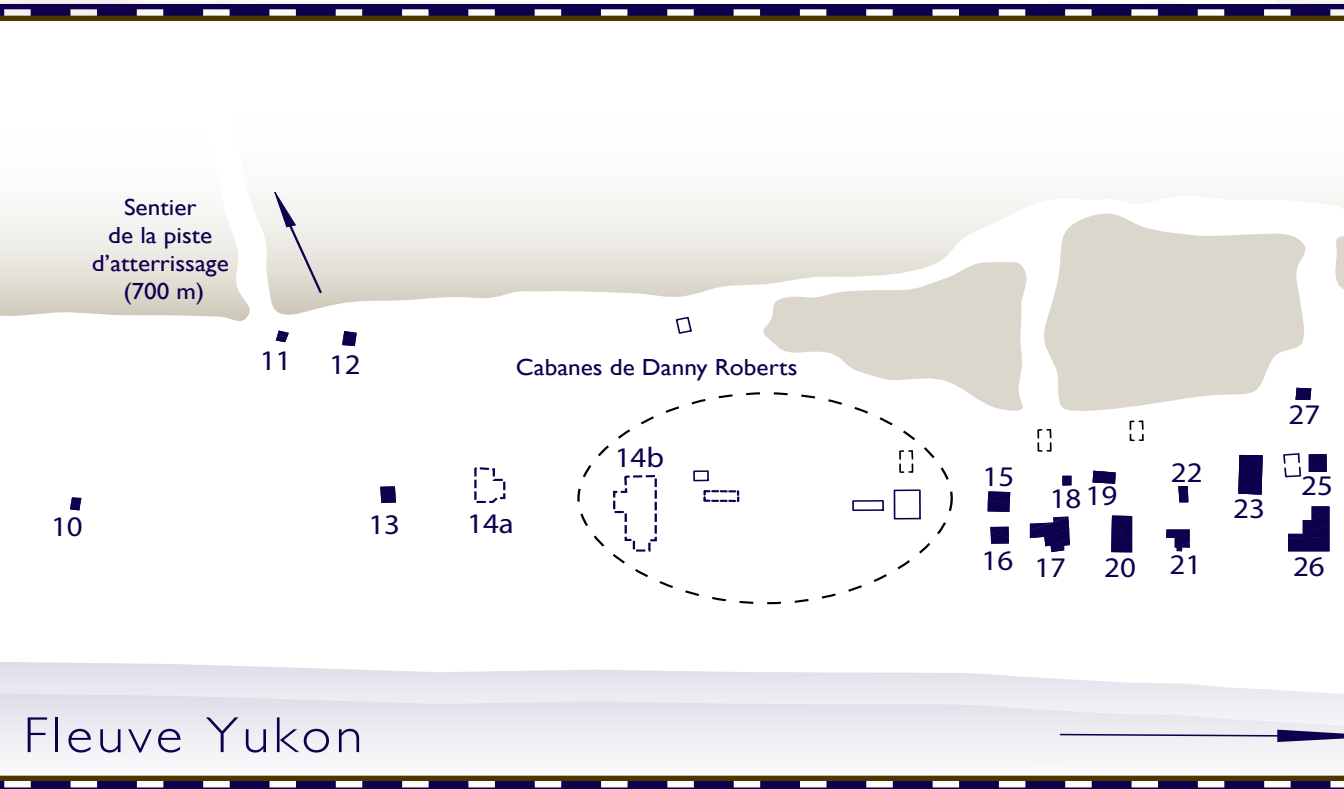 Sentier
de la piste
d'atterrissage
(700 m)
11
12
Cabanes de Danny Roberts
27
14b
15
22
18
19
25
10
13
14a
23
16
17
20
21
26
Fleuve Yukon